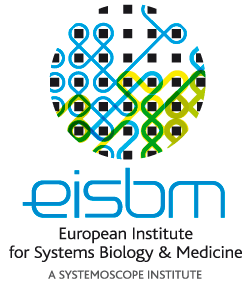 eisbm
European Institute
for Systems Biology & Medicine
A SYSTEMOSCOPE INSTITUTE